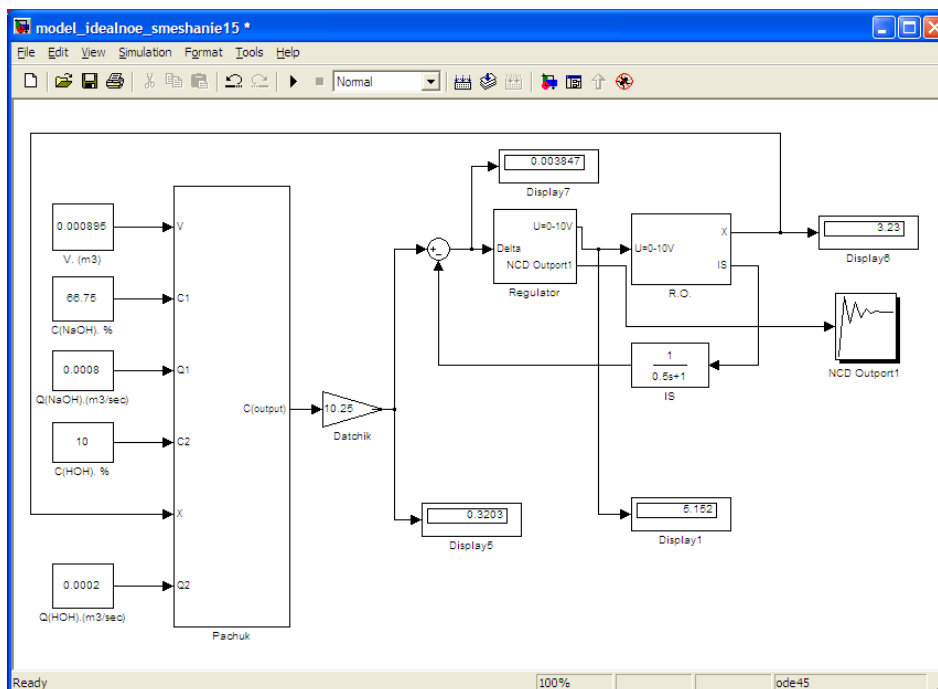 model_idealnoe_smeshanie15 *
File Edit View Simulation Format Tools Help
Normal
0.003847
Display7
0.000895
V. (m3)
V
U=0-10V
Delta
NCD Outport1
Regulator
U=0-10V
X
IS
R.O.
3.23
Display6
66.75
C(NaOH). %
C1
NCD Outport1
1
0.5s+1
IS
0.0008
Q(NaOH).(m3/sec)
Q1
C(output)
10.25
Datchik
10
C(HOH). %
C2
X
0.3203
Display5
5.152
Display1
0.0002
Q(HOH).(m3/sec)
Q2
Pachuk
Ready
100%
ode45